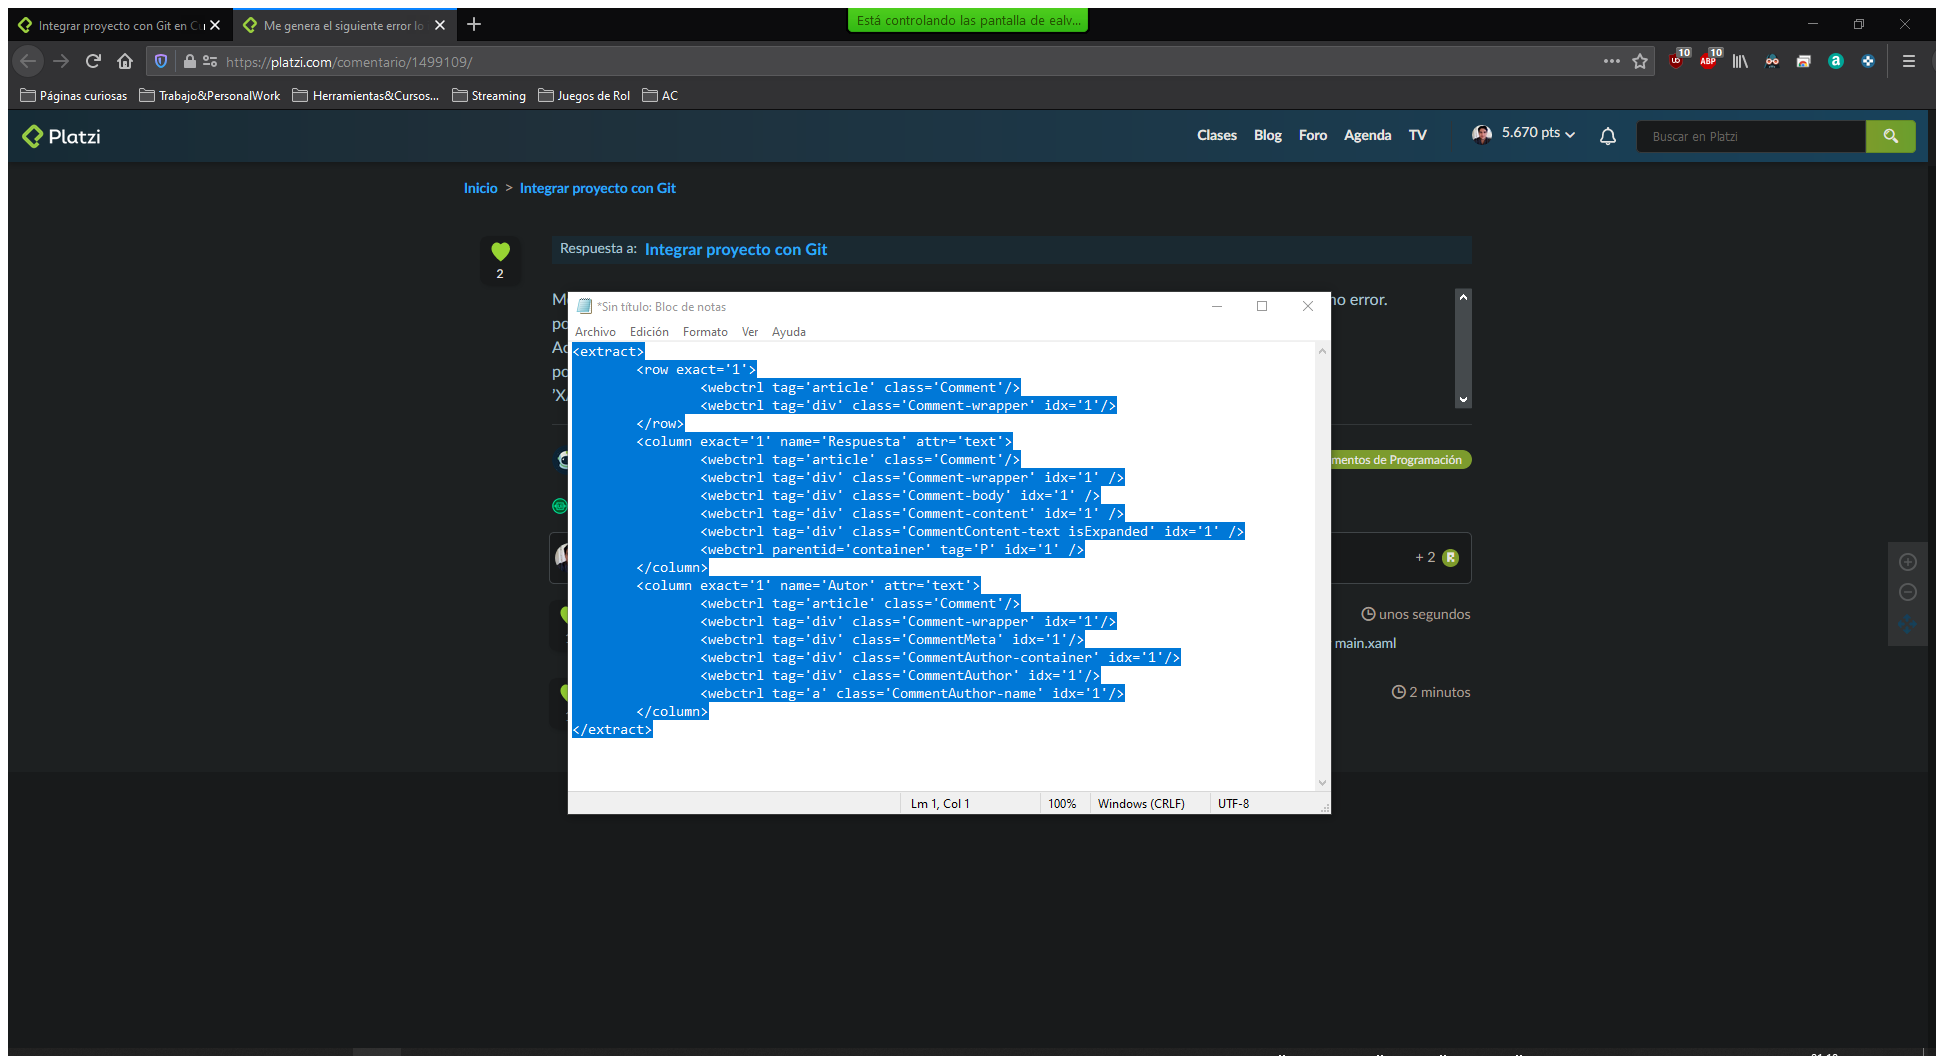 Integrar proyecto con Git en Cu
Me genera el siguiente error lo
Está controlando las pantalla de ealv...
https://platzi.com/comentario/1499109/
10
10
Páginas curiosas
Trabajo&PersonalWork
Herramientas&Cursos...
Streaming
Juegos de Rol
AC
Platzi
Clases
Blog
Foro
Agenda
TV
5.670 pts
Buscar en Platzi
Inicio > Integrar proyecto con Git
2
Respuesta a: Integrar proyecto con Git
no error.
*Sin título: Bloc de notas
Archivo Edición Formato Ver Ayuda
<extract>
<row exact='1'>
<webctrl tag='article' class='Comment'/>
<webctrl tag='div' class='Comment-wrapper' idx='1'/>
</row>
<column exact='1' name='Respuesta' attr='text'>
<webctrl tag='article' class='Comment'/>
<webctrl tag='div' class='Comment-wrapper' idx='1' />
<webctrl tag='div' class='Comment-body' idx='1' />
<webctrl tag='div' class='Comment-content' idx='1' />
<webctrl tag='div' class='CommentContent-text isExpanded' idx='1' />
<webctrl parentid='container' tag='P' idx='1' />
</column>
<column exact='1' name='Autor' attr='text'>
<webctrl tag='article' class='Comment'/>
<webctrl tag='div' class='Comment-wrapper' idx='1'/>
<webctrl tag='div' class='CommentMeta' idx='1'/>
<webctrl tag='div' class='CommentAuthor-container' idx='1'/>
<webctrl tag='div' class='CommentAuthor' idx='1'/>
<webctrl tag='a' class='CommentAuthor-name' idx='1'/>
</column>
</extract>
Lm 1, Col 1
100%
Windows (CRLF)
UTF-8
mentos de Programación
+ 2
unos segundos
main.xaml
2 minutos